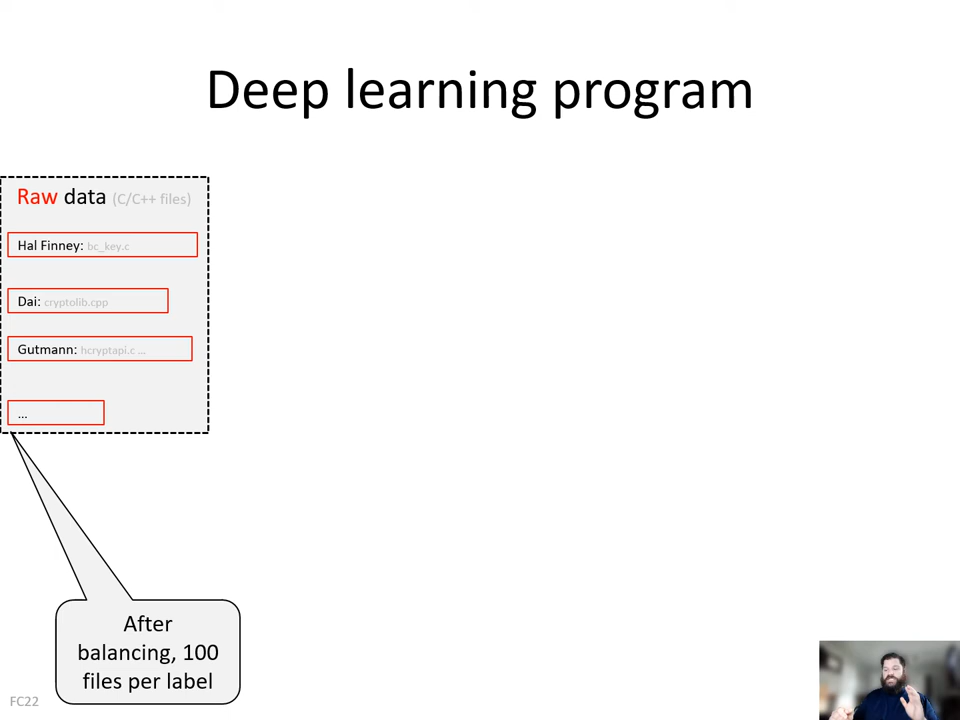 Deep learning program
Raw data (C/C++ files)
Hal Finney: bc_key.c
Dai: cryptolib.cpp
Gutmann: hcryptapi.c ...
...
After
balancing, 100
files per label
FC22